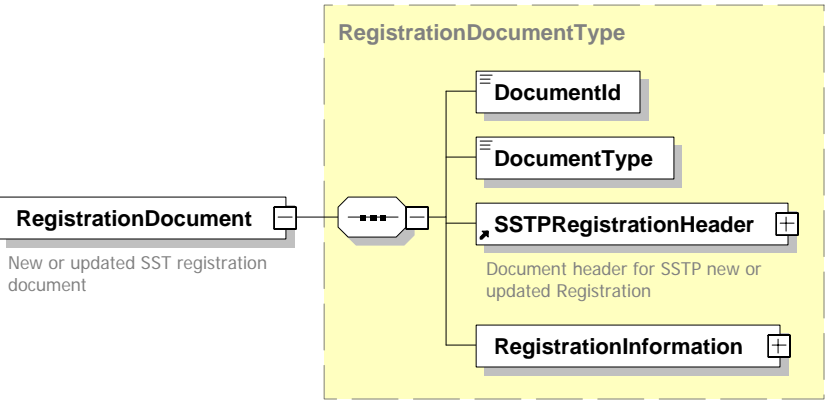 RegistrationDocumentType
DocumentId
DocumentType
RegistrationDocument
New or updated SST registration
document
SSTPRegistrationHeader
Document header for SSTP new or
updated Registration
RegistrationInformation